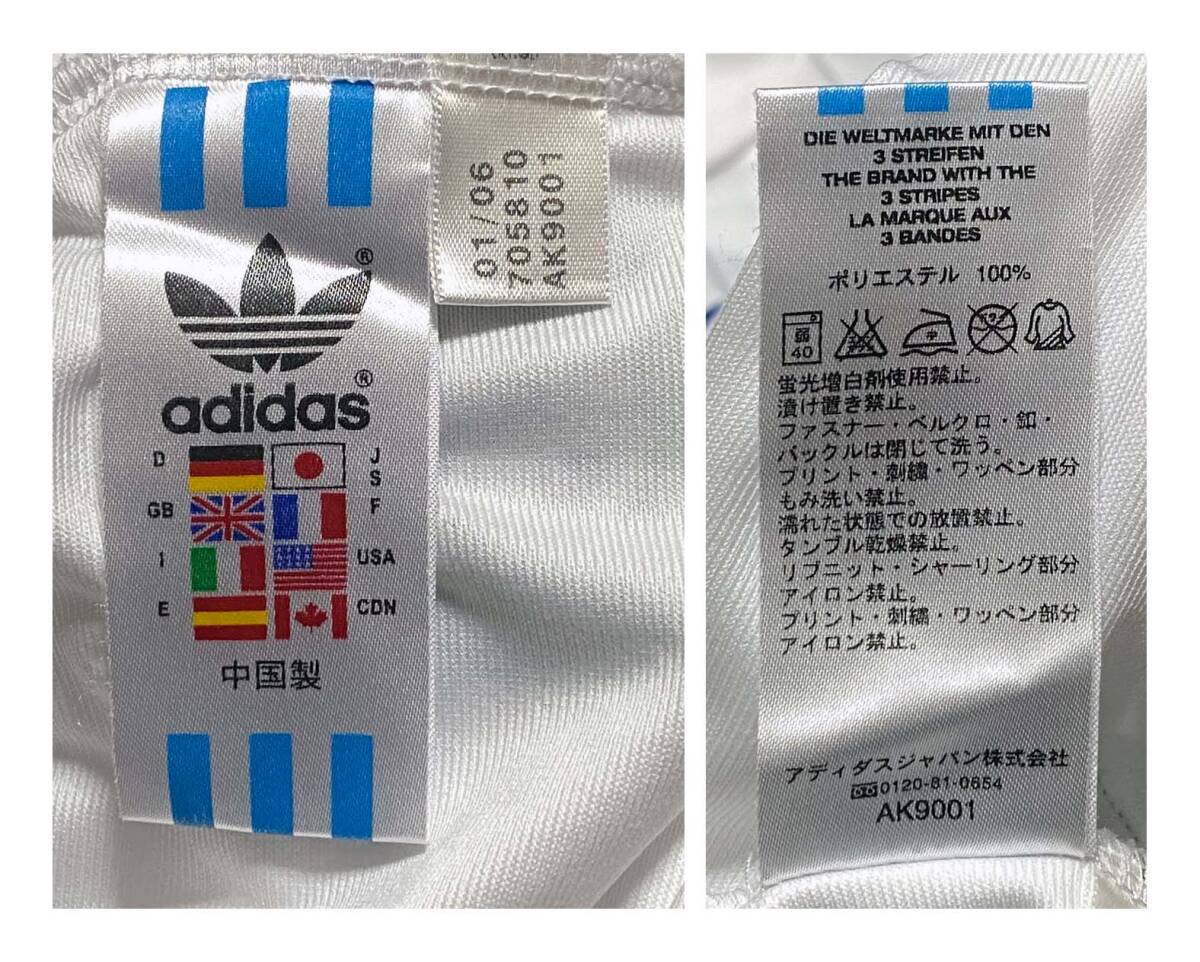 ®
®
adidas
D
J
S
GB
F
I
USA
E
CDN
中国製
01/06
705810
AK9001
DIE WELTMARKE MIT DEN
3 STREIFEN
THE BRAND WITH THE
3 STRIPES
LA MARQUE AUX
3 BANDES
ポリエステル 100%
弱
40
中
蛍光増白剤使用禁止。
漬け置き禁止。
ファスナー・ベルクロ・釦・
バックルは閉じて洗う。
プリント・刺繍・ワッペン部分
もみ洗い禁止。
濡れた状態での放置禁止。
タンブル乾燥禁止。
リブニット・シャーリング部分
アイロン禁止。
プリント・刺繍・ワッペン部分
アイロン禁止。
アディダスジャパン株式会社
0120-81-0654
AK9001